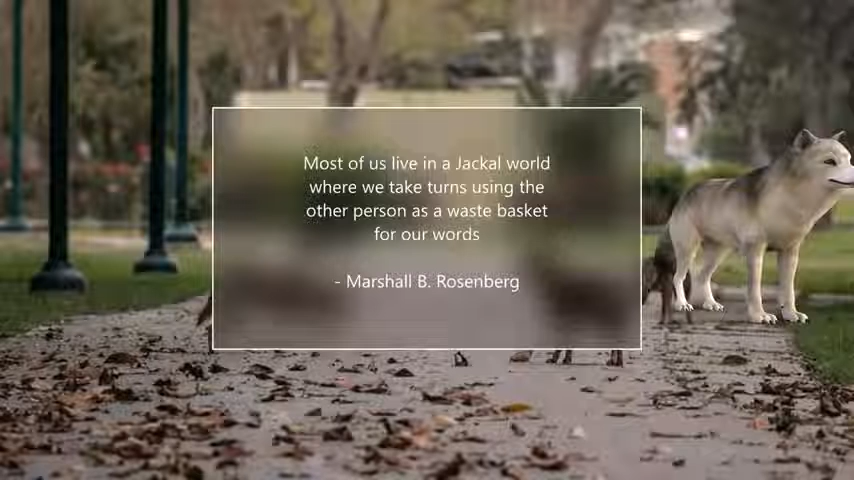 Most of us live in a Jackal world
where we take turns using the
other person as a waste basket
for our words
- Marshall B. Rosenberg